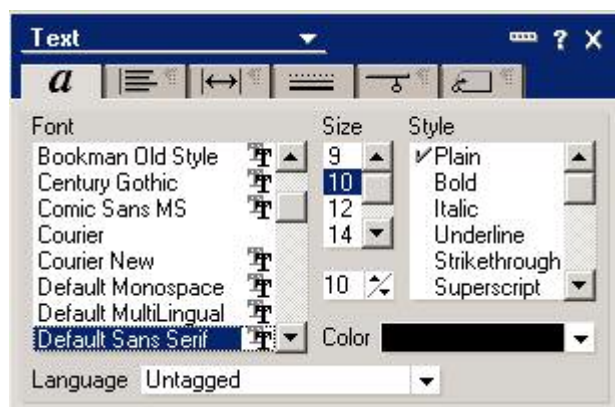 Text
? X
a
Font Size Style
Bookman Old Style 9 ✔Plain
Century Gothic 10 Bold
Comic Sans MS 12 Italic
Courier 14 Underline
Courier New Strikethrough
Default Monospace 10 Superscript
Default MultiLingual
Default Sans Serif Color
Language Untagged